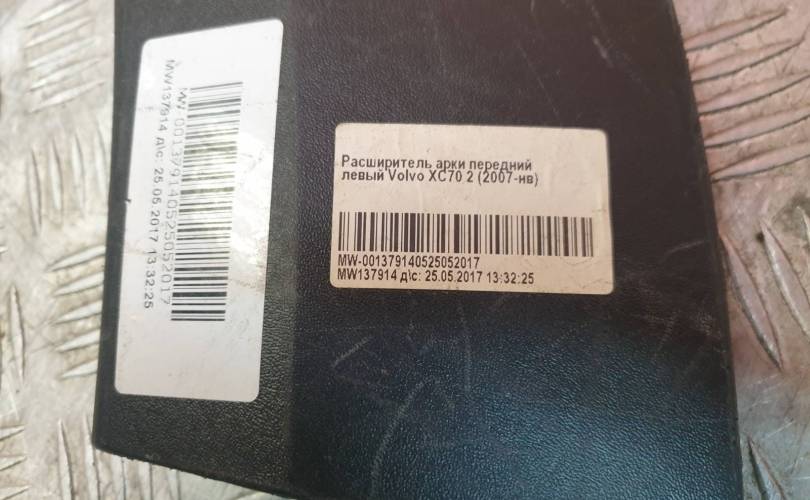 MW-001379140525052017
MW137914 д\с: 25.05.2017 13:32:25
Расширитель арки передний
левый Volvo XC70 2 (2007-нв)
MW-001379140525052017
MW137914 д\с: 25.05.2017 13:32:25